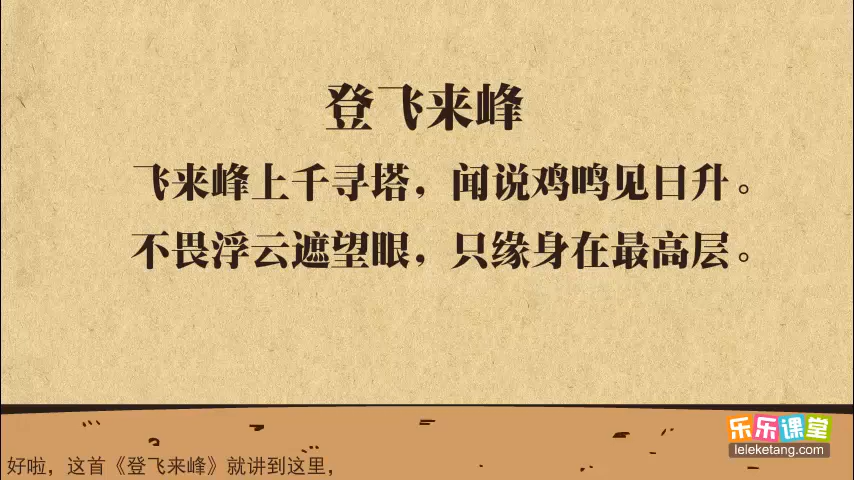 登飞来峰
飞来峰上千寻塔，闻说鸡鸣见日升。
不畏浮云遮望眼，只缘身在最高层。
乐乐课堂
leleketang.com
好啦，这首《登飞来峰》就讲到这里，